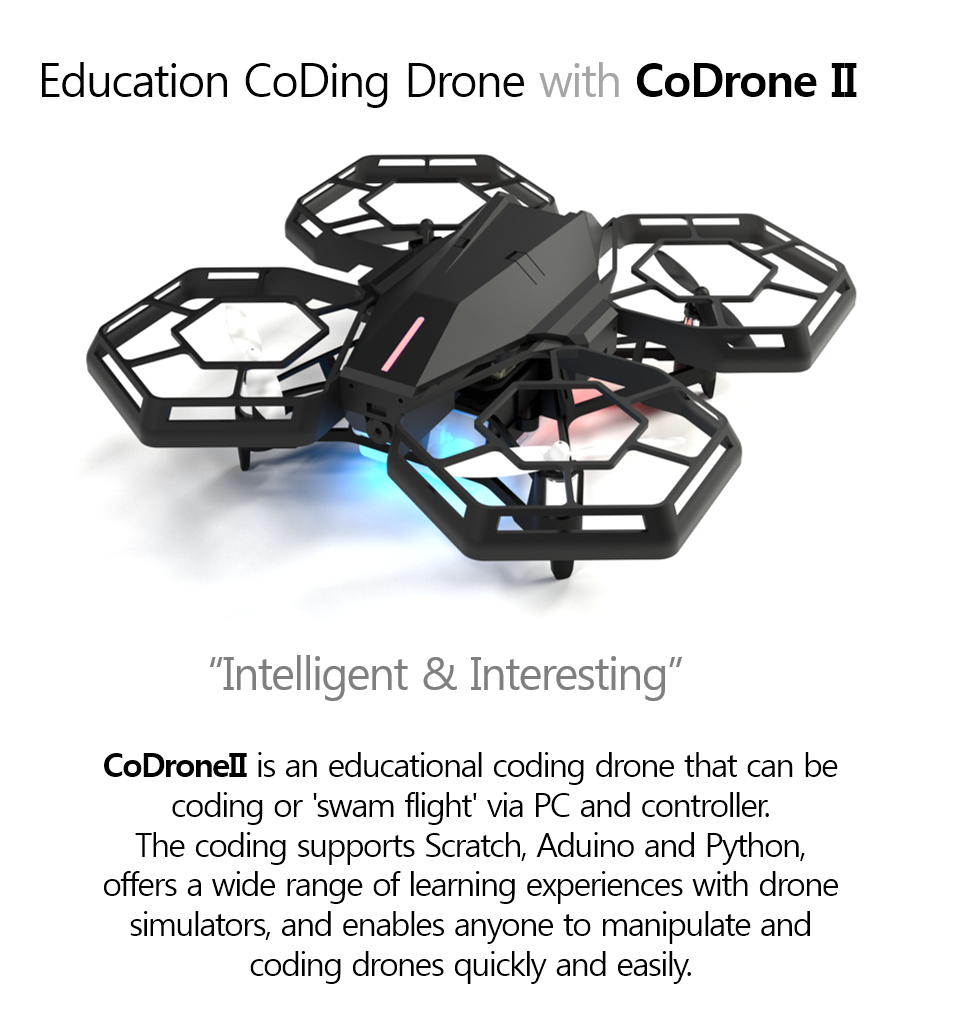 Education CoDing Drone with CoDrone Ⅱ
“Intelligent & Interesting”
CoDroneⅡ is an educational coding drone that can be
coding or 'swam flight' via PC and controller.
The coding supports Scratch, Aduino and Python,
offers a wide range of learning experiences with drone
simulators, and enables anyone to manipulate and
coding drones quickly and easily.